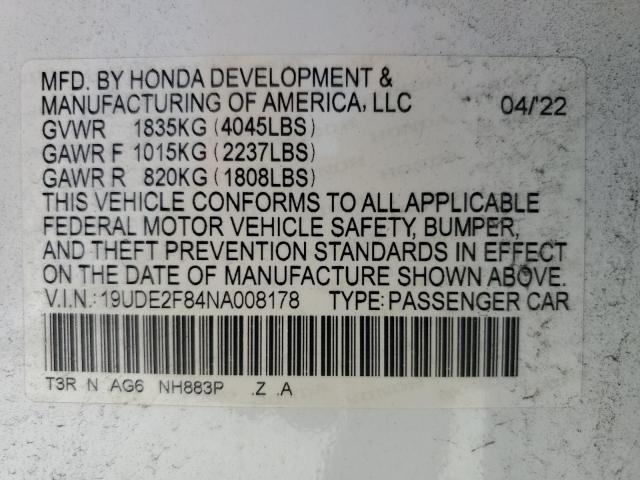 MFD. BY HONDA DEVELOPMENT &
MANUFACTURING OF AMERICA, LLC 04/'22
GVWR 1835KG (4045LBS)
GAWR F 1015KG (2237LBS)
GAWR R 820KG (1808LBS)
THIS VEHICLE CONFORMS TO ALL APPLICABLE
FEDERAL MOTOR VEHICLE SAFETY, BUMPER,
AND THEFT PREVENTION STANDARDS IN EFFECT
ON THE DATE OF MANUFACTURE SHOWN ABOVE.
V.I.N.: 19UDE2F84NA008178 TYPE: PASSENGER CAR
T3R N AG6 NH883P .Z .A